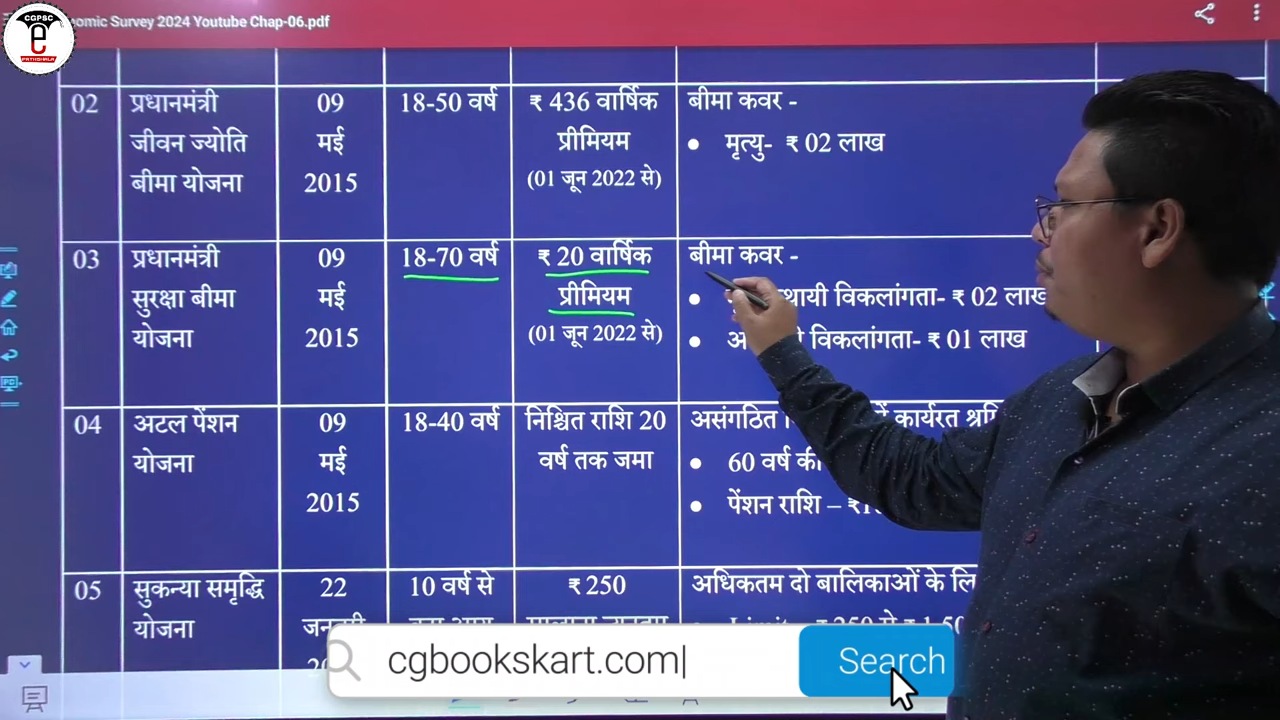 CGPSC
e
PATHSHALA
omic Survey 2024 Youtube Chap-06.pdf
02 प्रधानमंत्री 09 18-50 वर्ष ₹ 436 वार्षिक बीमा कवर -
जीवन ज्योति मई प्रीमियम • मृत्यु- ₹ 02 लाख
बीमा योजना 2015 (01 जून 2022 से)
03 प्रधानमंत्री 09 18-70 वर्ष ₹ 20 वार्षिक बीमा कवर -
सुरक्षा बीमा मई प्रीमियम • विकलांगता- ₹ 02 लाख
योजना 2015 (01 जून 2022 से) • विकलांगता- ₹ 01 लाख
04 अटल पेंशन 09 18-40 वर्ष निश्चित राशि 20 असंगठित में कार्यरत
योजना मई वर्ष तक जमा • 60 वर्ष की
2015 • पेंशन राशि –
05 सुकन्या समृद्धि 22 10 वर्ष से ₹ 250 अधिकतम दो बालिकाओं के
योजना
cgbookskart.com
Search